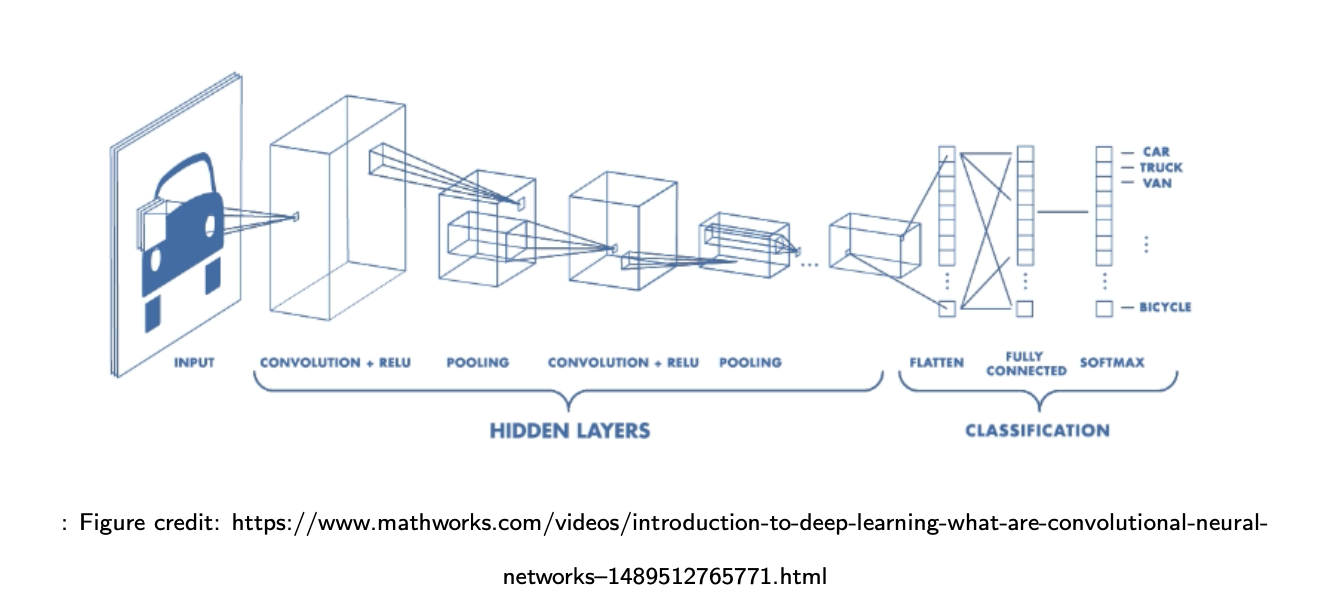 CAR
TRUCK
VAN
BICYCLE
INPUT
CONVOLUTION + RELU
POOLING
CONVOLUTION + RELU
POOLING
FLATTEN
FULLY
CONNECTED
SOFTMAX
HIDDEN LAYERS
CLASSIFICATION
: Figure credit: https://www.mathworks.com/videos/introduction-to-deep-learning-what-are-convolutional-neural-
networks–1489512765771.html